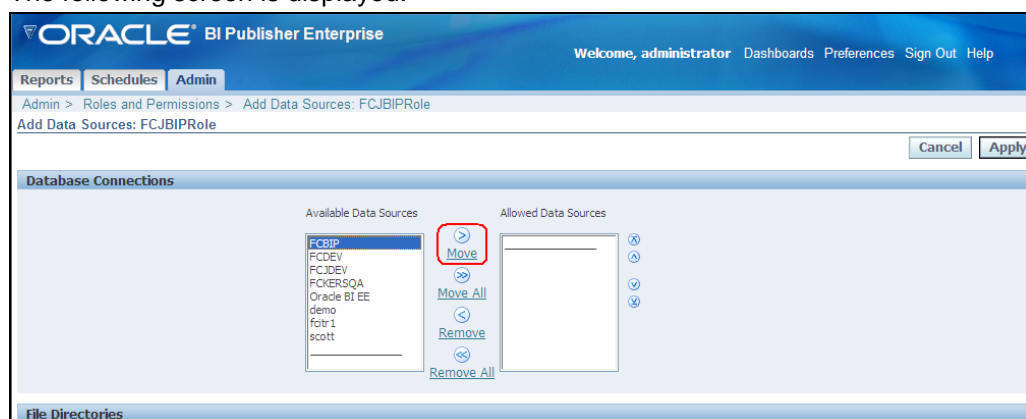 The following screen is displayed:
ORACLE® BI Publisher Enterprise
Welcome, administrator Dashboards Preferences Sign Out Help
Reports Schedules Admin
Admin > Roles and Permissions > Add Data Sources: FCJBIPRole
Add Data Sources: FCJBIPRole
Cancel Apply
Database Connections
Available Data Sources Allowed Data Sources
FCBIP
FCDEV
FCJDEV
FCKERSQA
Oracle BI EE
demo
fcitr1
scott
Move
Move All
Remove
Remove All
File Directories